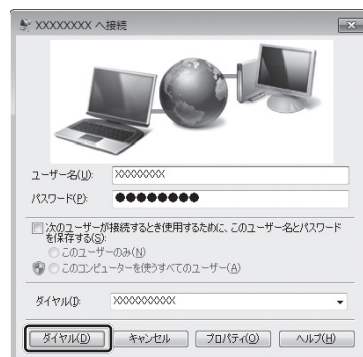 XXXXXXXX へ接続
ユーザー名(U): XXXXXXXX
パスワード(P): ●●●●●●●●
次のユーザーが接続するとき使用するために、このユーザー名とパスワード
を保存する(S):
このユーザーのみ(N)
このコンピューターを使うすべてのユーザー(A)
ダイヤル(I): XXXXXXXXXX
ダイヤル(D) キャンセル プロパティ(O) ヘルプ(H)